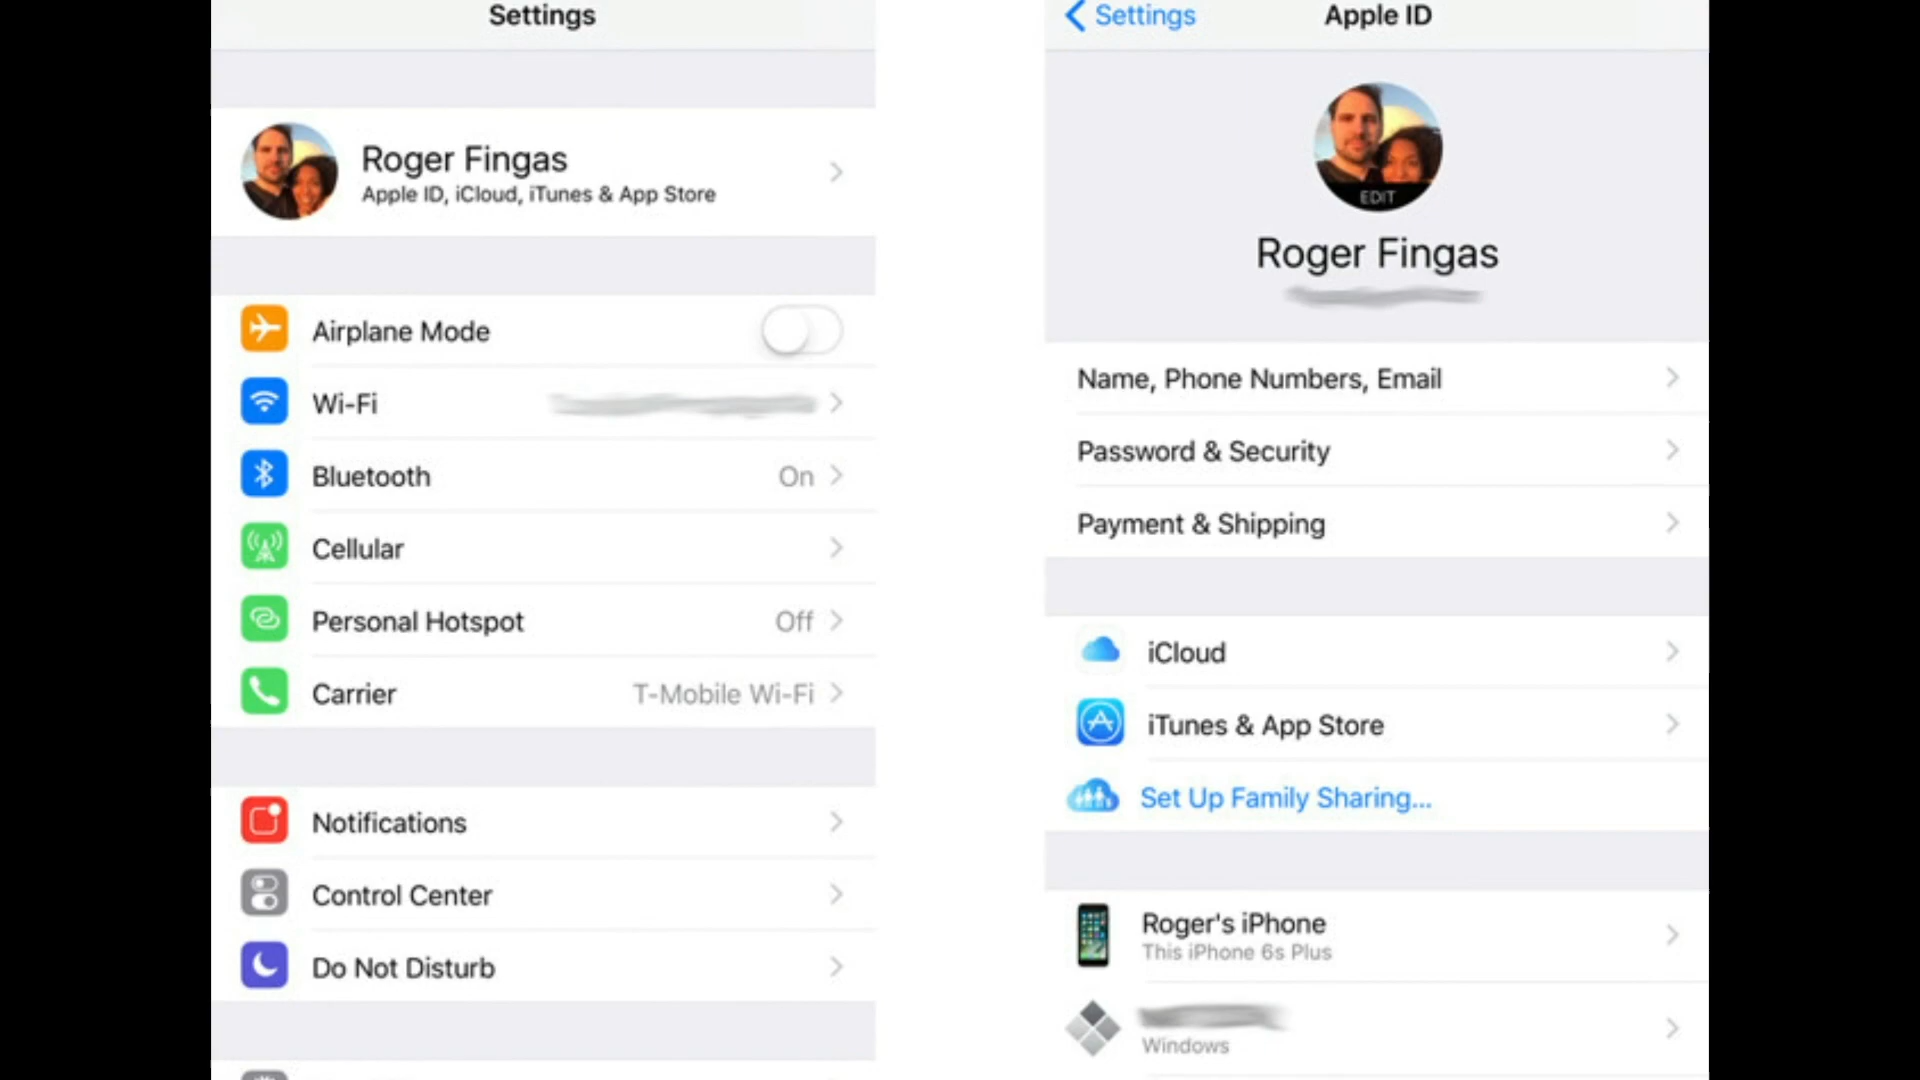 Settings
Roger Fingas
Apple ID, iCloud, iTunes & App Store
Airplane Mode
Wi-Fi
Bluetooth On
Cellular
Personal Hotspot Off
Carrier T-Mobile Wi-Fi
Notifications
Control Center
Do Not Disturb
Settings Apple ID
EDIT
Roger Fingas
Name, Phone Numbers, Email
Password & Security
Payment & Shipping
iCloud
iTunes & App Store
Set Up Family Sharing...
Roger's iPhone
This iPhone 6s Plus
Windows